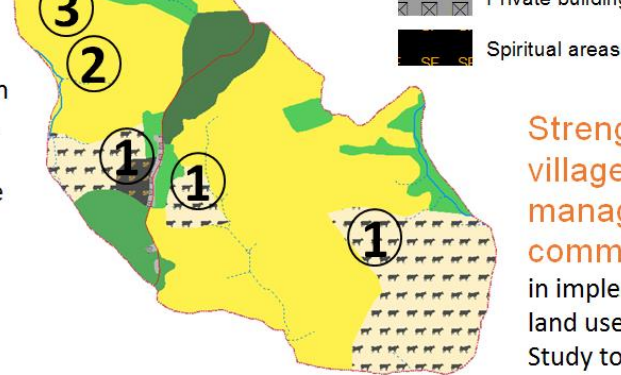 Private building
SF SF
SF SF
Spiritual areas
3
2
1
1
1
n
e
Streng
village
manag
comm
in imple
land use
Study to